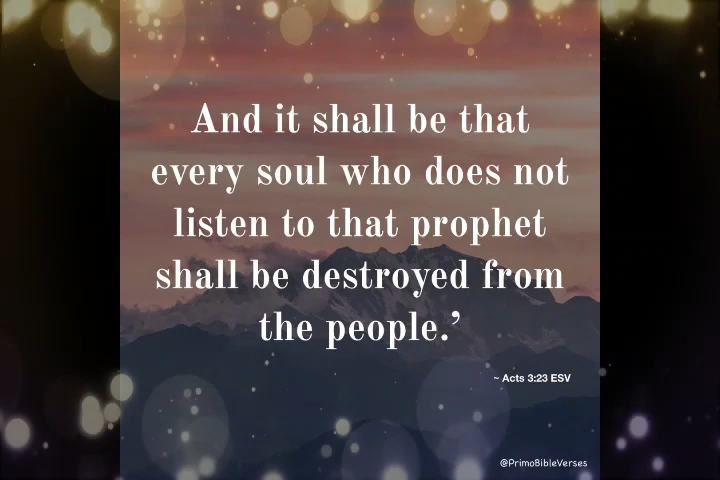 And it shall be that
every soul who does not
listen to that prophet
shall be destroyed from
the people.’
~ Acts 3:23 ESV
@PrimoBibleVerses